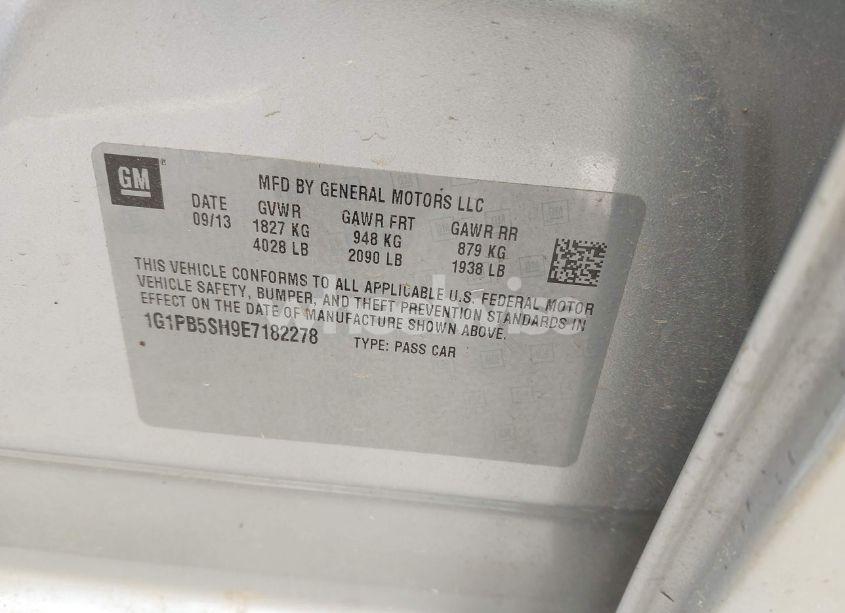 GM
MFD BY GENERAL MOTORS LLC
DATE GVWR GAWR FRT GAWR RR
09/13 1827 KG 948 KG 879 KG
4028 LB 2090 LB 1938 LB
THIS VEHICLE CONFORMS TO ALL APPLICABLE U.S. FEDERAL MOTOR
VEHICLE SAFETY, BUMPER, AND THEFT PREVENTION STANDARDS IN
EFFECT ON THE DATE OF MANUFACTURE SHOWN ABOVE.
1G1PB5SH9E7182278 TYPE: PASS CAR